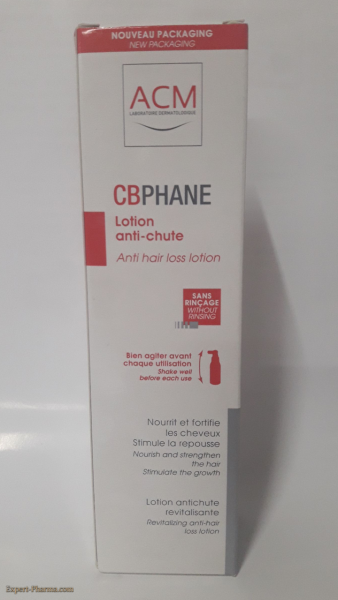 NOUVEAU PACKAGING
NEW PACKAGING
ACM
LABORATOIRE DERMATOLOGIQUE
CBPHANE
Lotion
anti-chute
Anti hair loss lotion
SANS
RINÇAGE
WITHOUT
RINSING
Bien agiter avant
chaque utilisation
Shake well
before each use
Nourrit et fortifie
les cheveux
Stimule la repousse
Nourish and strengthen
the hair
Stimulate the growth
Lotion antichute
revitalisante
Revitalizing anti-hair
loss lotion
Expert-Pharma.com